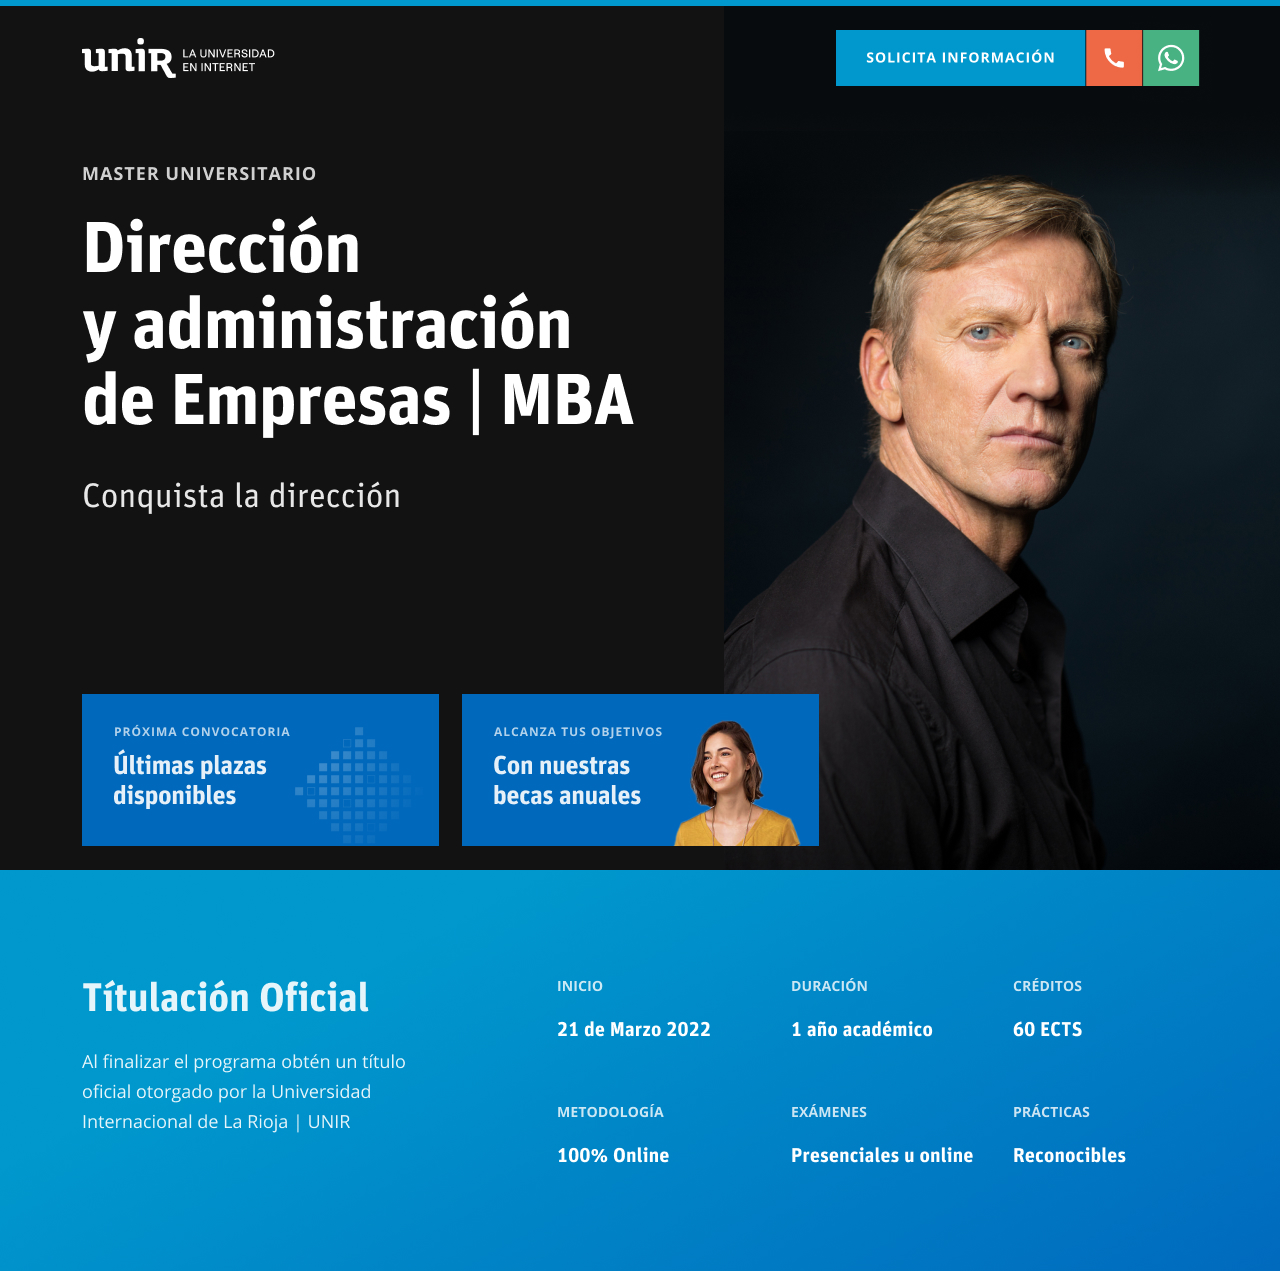 unir LA UNIVERSIDAD
EN INTERNET
SOLICITA INFORMACIÓN
MASTER UNIVERSITARIO
Dirección
y administración
de Empresas | MBA
Conquista la dirección
PRÓXIMA CONVOCATORIA
Últimas plazas
disponibles
ALCANZA TUS OBJETIVOS
Con nuestras
becas anuales
Títulación Oficial
Al finalizar el programa obtén un título
oficial otorgado por la Universidad
Internacional de La Rioja | UNIR
INICIO
21 de Marzo 2022
DURACIÓN
1 año académico
CRÉDITOS
60 ECTS
METODOLOGÍA
100% Online
EXÁMENES
Presenciales u online
PRÁCTICAS
Reconocibles